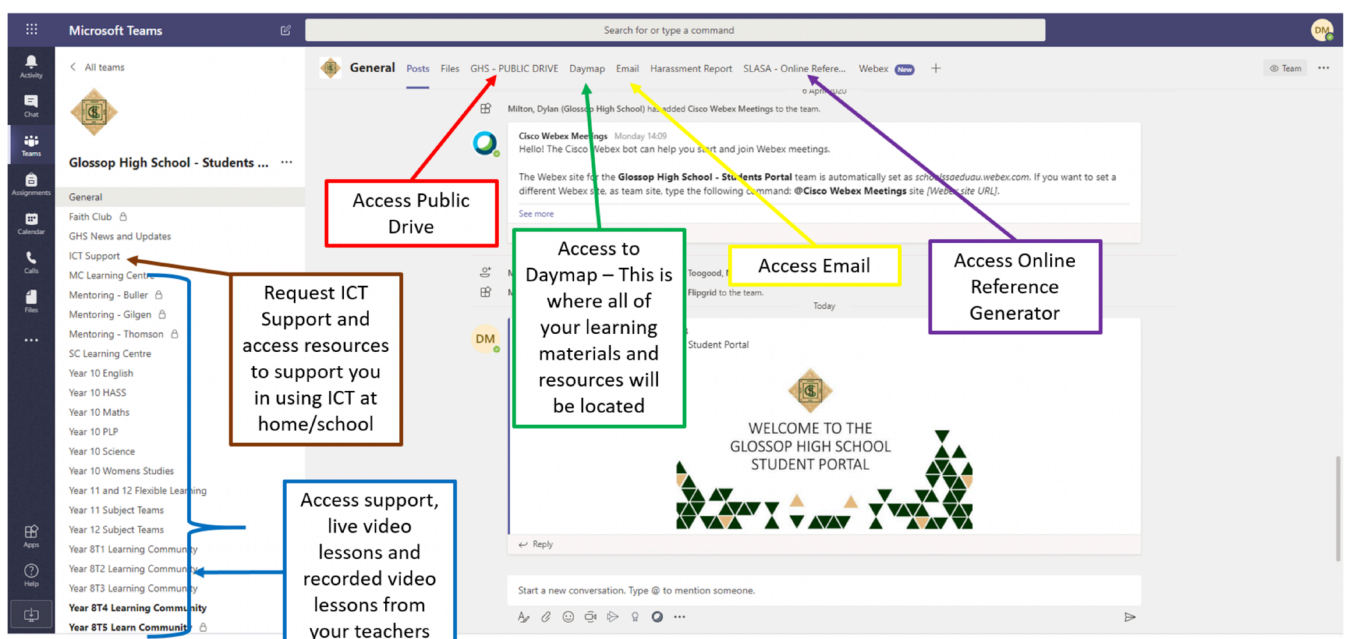 Microsoft Teams
Search for or type a command
DM
Activity
Chat
Teams
Assignments
Calendar
Calls
Files
Apps
Help
All teams
Glossop High School - Students ...
General
Faith Club
GHS News and Updates
ICT Support
MC Learning Centre
Mentoring - Buller
Mentoring - Gilgen
Mentoring - Thomson
SC Learning Centre
Year 10 English
Year 10 HASS
Year 10 Maths
Year 10 PLP
Year 10 Science
Year 10 Womens Studies
Year 11 and 12 Flexible Learning
Year 11 Subject Teams
Year 12 Subject Teams
Year 8T1 Learning Community
Year 8T2 Learning Community
Year 8T3 Learning Community
Year 8T4 Learning Community
Year 8T5 Learn Community
General Posts Files GHS - PUBLIC DRIVE Daymap Email Harassment Report SLASA - Online Refere... Webex New
Team
6 April 2020
Milton, Dylan (Glossop High School) has added Cisco Webex Meetings to the team.
Cisco Webex Meetings Monday 14:09
Hello! The Cisco Webex bot can help you start and join Webex meetings.
The Webex site for the Glossop High School - Students Portal team is automatically set as schoolssaeduau.webex.com. If you want to set a
different Webex site, as team site, type the following command: @Cisco Webex Meetings site [Webex site URL].
See more
Toogood,
Flipgrid to the team.
Today
DM
Student Portal
WELCOME TO THE
GLOSSOP HIGH SCHOOL
STUDENT PORTAL
Reply
Start a new conversation. Type @ to mention someone.
Access Public
Drive
Access to
Daymap – This is
where all of
your learning
materials and
resources will
be located
Access Email
Access Online
Reference
Generator
Request ICT
Support and
access resources
to support you
in using ICT at
home/school
Access support,
live video
lessons and
recorded video
lessons from
your teachers